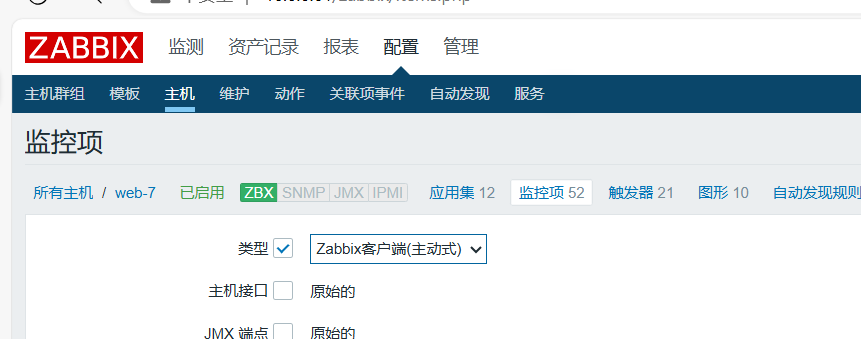 ZABBIX 监测 资产记录 报表 配置 管理
主机群组 模板 主机 维护 动作 关联项事件 自动发现 服务
监控项
所有主机 / web-7 已启用 ZBX SNMP JMX IPMI 应用集 12 监控项 52 触发器 21 图形 10 自动发现规则
类型 Zabbix客户端(主动式)
主机接口 原始的
JMX 端点 原始的